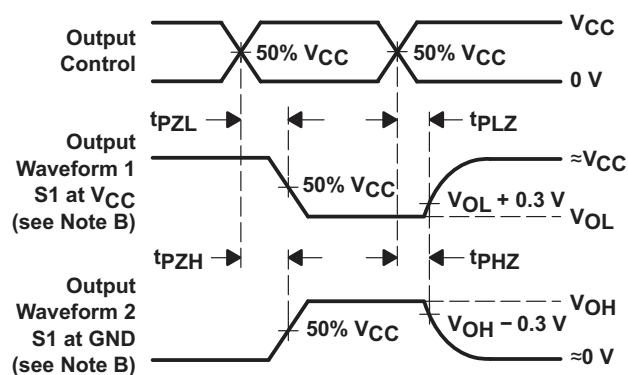 Output
Control
50% VCC
50% VCC
VCC
0 V
tPZL
tPLZ
Output
Waveform 1
S1 at VCC
(see Note B)
50% VCC
≈VCC
VOL + 0.3 V
VOL
tPZH
tPHZ
Output
Waveform 2
S1 at GND
(see Note B)
50% VCC
VOH
VOH − 0.3 V
≈0 V